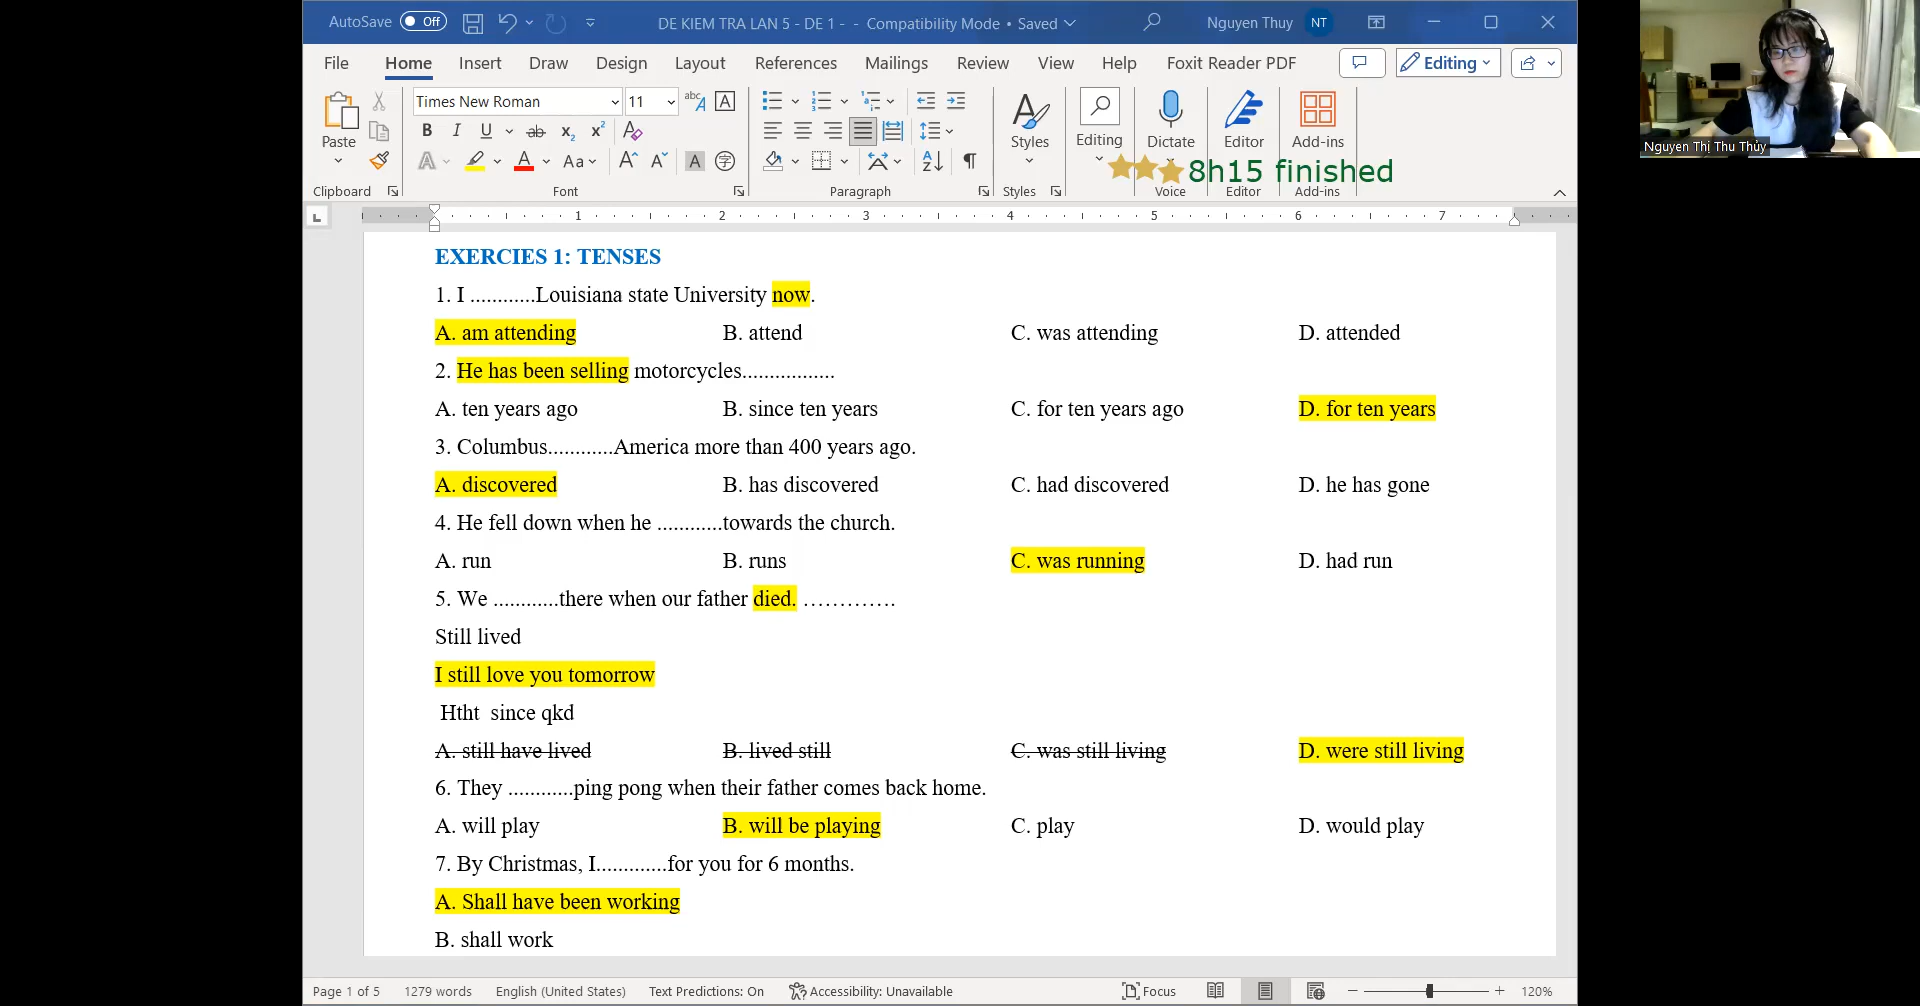 AutoSave Off DE KIEM TRA LAN 5 - DE 1 - - Compatibility Mode • Saved Nguyen Thuy NT
File Home Insert Draw Design Layout References Mailings Review View Help Foxit Reader PDF Editing
Times New Roman 11
Paste Styles Editing Dictate Editor Add-ins
8h15 finished
Clipboard Font Paragraph Styles Voice Editor Add-ins
1 2 3 4 5 6 7
EXERCIES 1: TENSES
1. I ............Louisiana state University now.
A. am attending B. attend C. was attending D. attended
2. He has been selling motorcycles.................
A. ten years ago B. since ten years C. for ten years ago D. for ten years
3. Columbus............America more than 400 years ago.
A. discovered B. has discovered C. had discovered D. he has gone
4. He fell down when he ............towards the church.
A. run B. runs C. was running D. had run
5. We ............there when our father died. ………….
Still lived
I still love you tomorrow
Htht  since qkd
A. still have lived B. lived still C. was still living D. were still living
6. They ............ping pong when their father comes back home.
A. will play B. will be playing C. play D. would play
7. By Christmas, I.............for you for 6 months.
A. Shall have been working
B. shall work
Page 1 of 5 1279 words English (United States) Text Predictions: On Accessibility: Unavailable Focus 120%
Nguyen Thị Thu Thủy